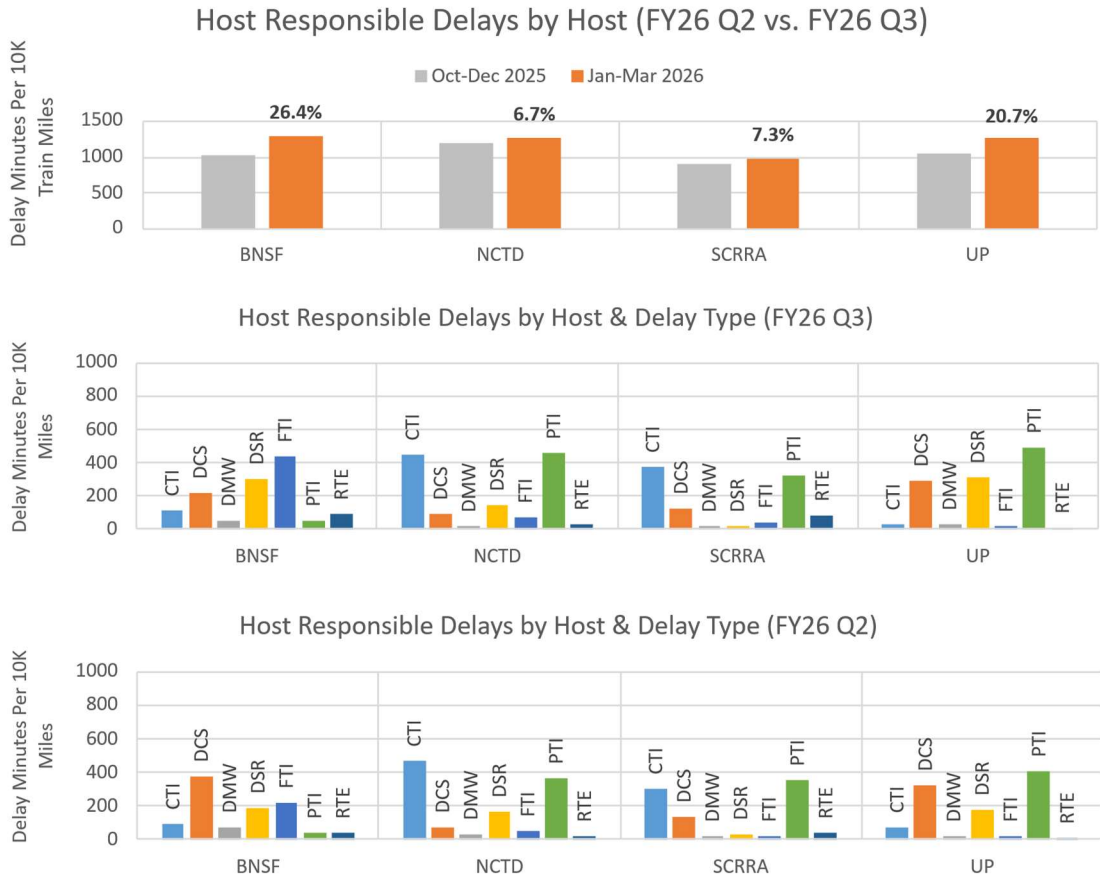 Host Responsible Delays by Host (FY26 Q2 vs. FY26 Q3)
Oct-Dec 2025 Jan-Mar 2026
Delay Minutes Per 10K
Train Miles
1500
1000
500
0
26.4% 6.7% 7.3% 20.7%
BNSF NCTD SCRRA UP
Host Responsible Delays by Host & Delay Type (FY26 Q3)
Delay Minutes Per 10K
Miles
1000
800
600
400
200
0
CTI DCS DMW DSR FTI PTI RTE
CTI DCS DMW DSR FTI PTI RTE
CTI DCS DMW DSR FTI PTI RTE
CTI DCS DMW DSR FTI PTI RTE
BNSF NCTD SCRRA UP
Host Responsible Delays by Host & Delay Type (FY26 Q2)
Delay Minutes Per 10K
Miles
1000
800
600
400
200
0
CTI DCS DMW DSR FTI PTI RTE
CTI DCS DMW DSR FTI PTI RTE
CTI DCS DMW DSR FTI PTI RTE
CTI DCS DMW DSR FTI PTI RTE
BNSF NCTD SCRRA UP